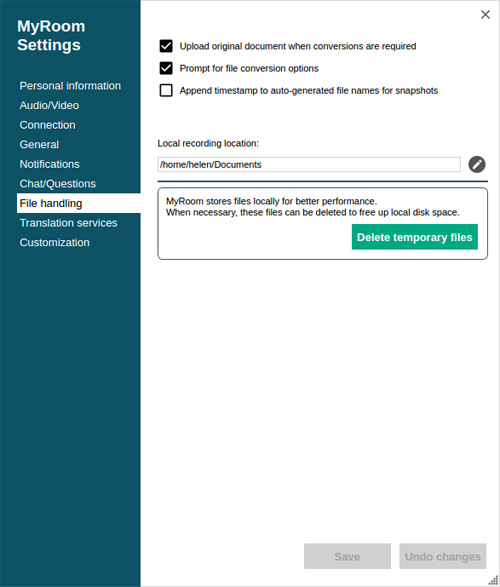 MyRoom
Settings
Personal information
Audio/Video
Connection
General
Notifications
Chat/Questions
File handling
Translation services
Customization
Upload original document when conversions are required
Prompt for file conversion options
Append timestamp to auto-generated file names for snapshots
Local recording location:
/home/helen/Documents
MyRoom stores files locally for better performance.
When necessary, these files can be deleted to free up local disk space.
Delete temporary files
Save
Undo changes